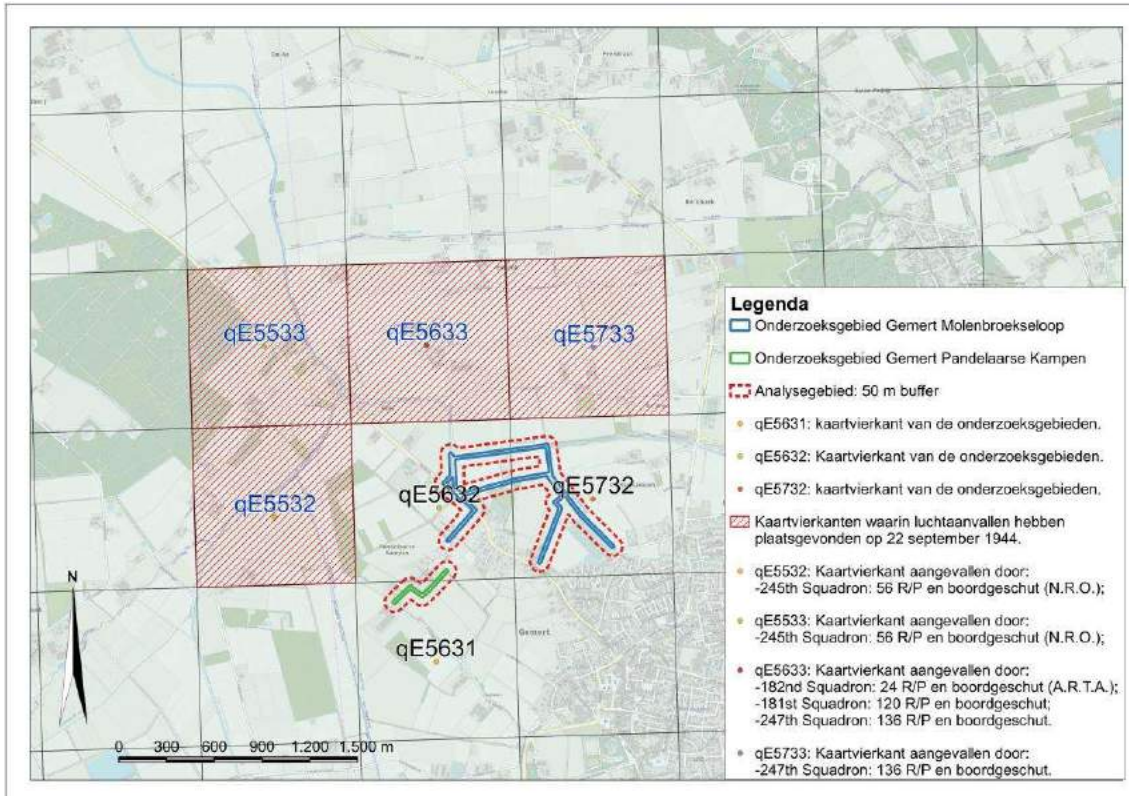 qE5533
qE5633
qE5733
qE5532
qE5632
qE5732
Gemert
qE5631
N
0 300 600 900 1.200 1.500 m
Legenda
Onderzoeksgebied Gemert Molenbroekseloop
Onderzoeksgebied Gemert Pandelaarse Kampen
Analysegebied: 50 m buffer
qE5631: kaartvierkant van de onderzoeksgebieden.
qE5632: Kaartvierkant van de onderzoeksgebieden.
qE5732: kaartvierkant van de onderzoeksgebieden.
Kaartvierkanten waarin luchtaanvallen hebben
plaatsgevonden op 22 september 1944.
qE5532: Kaartvierkant aangevallen door:
-245th Squadron: 56 R/P en boordgeschut (N.R.O.);
qE5533: Kaartvierkant aangevallen door:
-245th Squadron: 56 R/P en boordgeschut (N.R.O.);
qE5633: Kaartvierkant aangevallen door:
-182nd Squadron: 24 R/P en boordgeschut (A.R.T.A.);
-181st Squadron: 120 R/P en boordgeschut;
-247th Squadron: 136 R/P en boordgeschut.
qE5733: Kaartvierkant aangevallen door:
-247th Squadron: 136 R/P en boordgeschut.